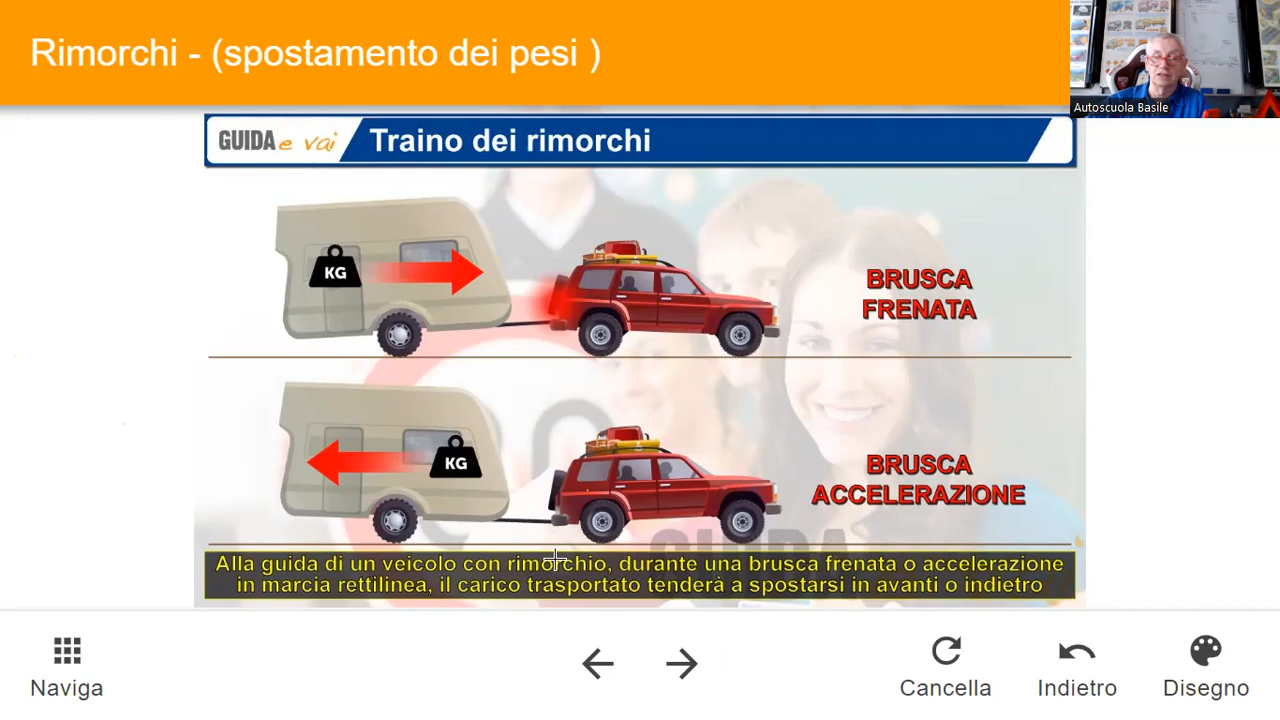 Rimorchi - (spostamento dei pesi )
Autoscuola Basile
GUIDA e vai
Traino dei rimorchi
KG
BRUSCA
FRENATA
KG
BRUSCA
ACCELERAZIONE
Alla guida di un veicolo con rimorchio, durante una brusca frenata o accelerazione
in marcia rettilinea, il carico trasportato tenderà a spostarsi in avanti o indietro
Naviga
Cancella
Indietro
Disegno